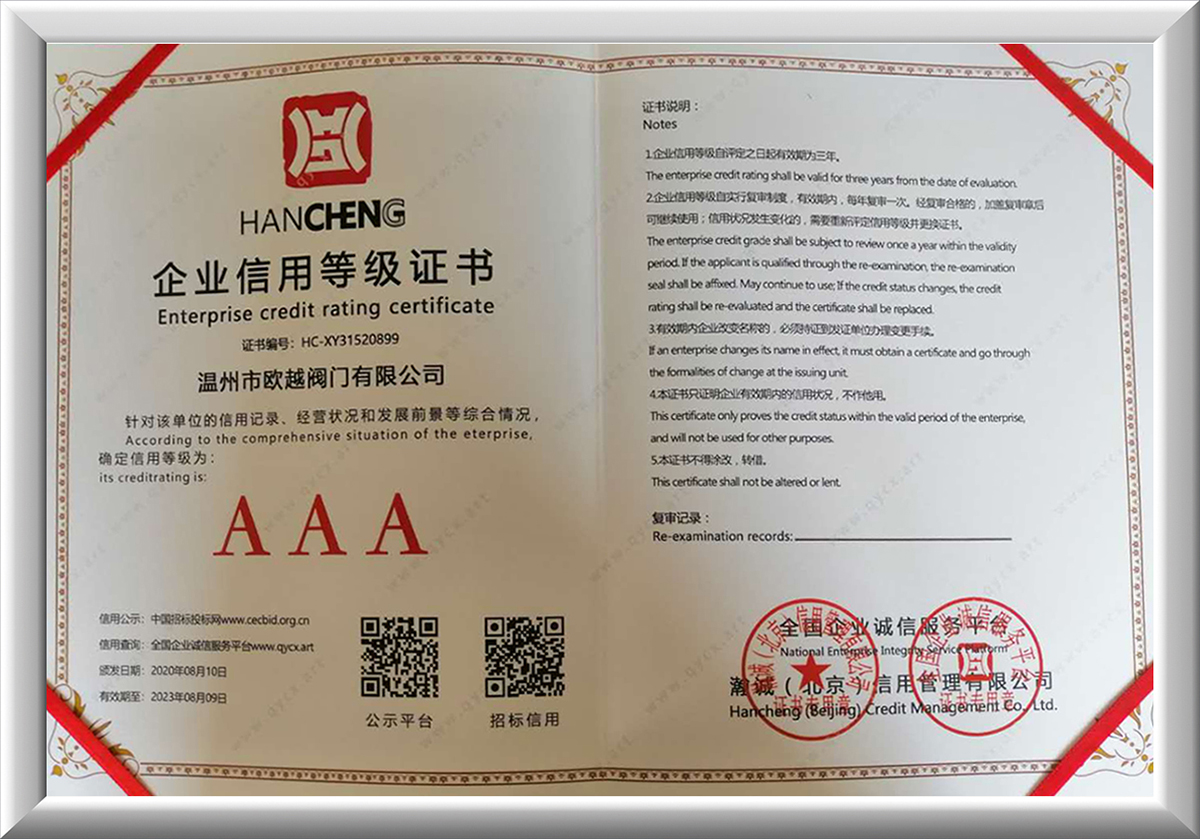 HANCHENG
企业信用等级证书
Enterprise credit rating certificate
证书编号：HC-XY31520899
温州市欧越阀门有限公司
针对该单位的信用记录、经营状况和发展前景等综合情况，
According to the comprehensive situation of the eterprise,
确定信用等级为：
its creditrating is:
AAA
信用公示：中国招标投标网www.cecbid.org.cn
信用查询：全国企业诚信服务平台www.qycx.art
颁发日期：2020年08月10日
有效期至：2023年08月09日
公示平台
招标信用
证书说明：
Notes
1.企业信用等级自评定之日起有效期为三年。
The enterprise credit rating shall be valid for three years from the date of evaluation.
2.企业信用等级自实行复审制度，有效期内，每年复审一次。经复审合格的，加盖复审章后
可继续使用；信用状况发生变化的，需要重新评定信用等级并更换证书。
The enterprise credit grade shall be subject to review once a year within the validity
period. If the applicant is qualified through the re-examination, the re-examination
seal shall be affixed. May continue to use; If the credit status changes, the credit
rating shall be re-evaluated and the certificate shall be replaced.
3.有效期内企业改变名称的，必须持证到发证单位办理变更手续。
If an enterprise changes its name in effect, it must obtain a certificate and go through
the formalities of change at the issuing unit.
4.本证书只证明企业有效期内的信用状况，不作他用。
This certificate only proves the credit status within the valid period of the enterprise,
and will not be used for other purposes.
5.本证书不得涂改，转借。
This certificate shall not be altered or lent.
复审记录：
Re-examination records:
全国企业诚信服务平台
National Enterprise Integrity Service Platform
瀚诚（北京）信用管理有限公司
Hancheng (Beijing) Credit Management Co., Ltd.
证书专用章
证书专用章
www.qycx.art